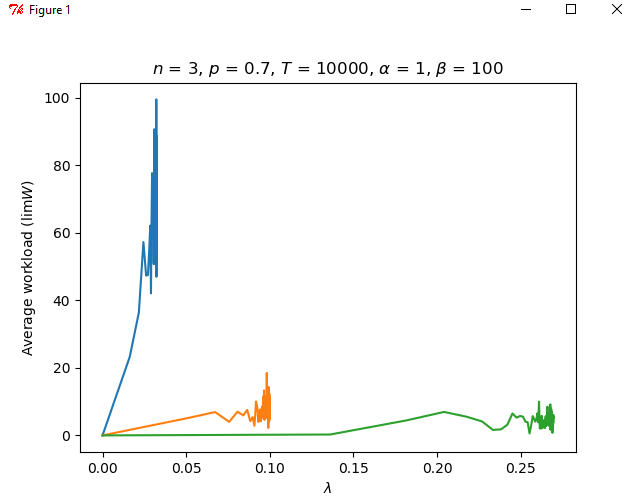 Figure 1
n = 3, p = 0.7, T = 10000, α = 1, β = 100
100
80
60
40
20
0
Average workload (limW)
0.00 0.05 0.10 0.15 0.20 0.25
λ